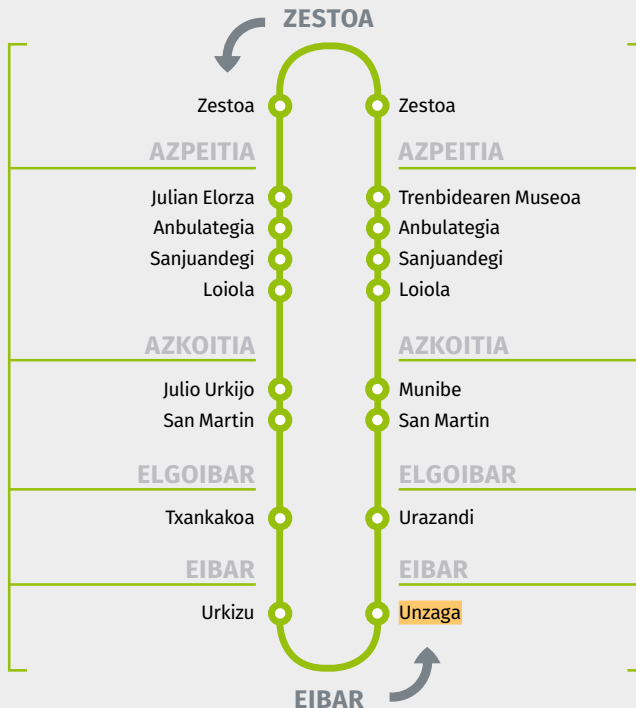 ZESTOA
Zestoa
Zestoa
AZPEITIA
AZPEITIA
Julian Elorza
Trenbidearen Museoa
Anbulategia
Anbulategia
Sanjuandegi
Sanjuandegi
Loiola
Loiola
AZKOITIA
AZKOITIA
Julio Urkijo
Munibe
San Martin
San Martin
ELGOIBAR
ELGOIBAR
Txankakoa
Urazandi
EIBAR
EIBAR
Urkizu
Unzaga
EIBAR